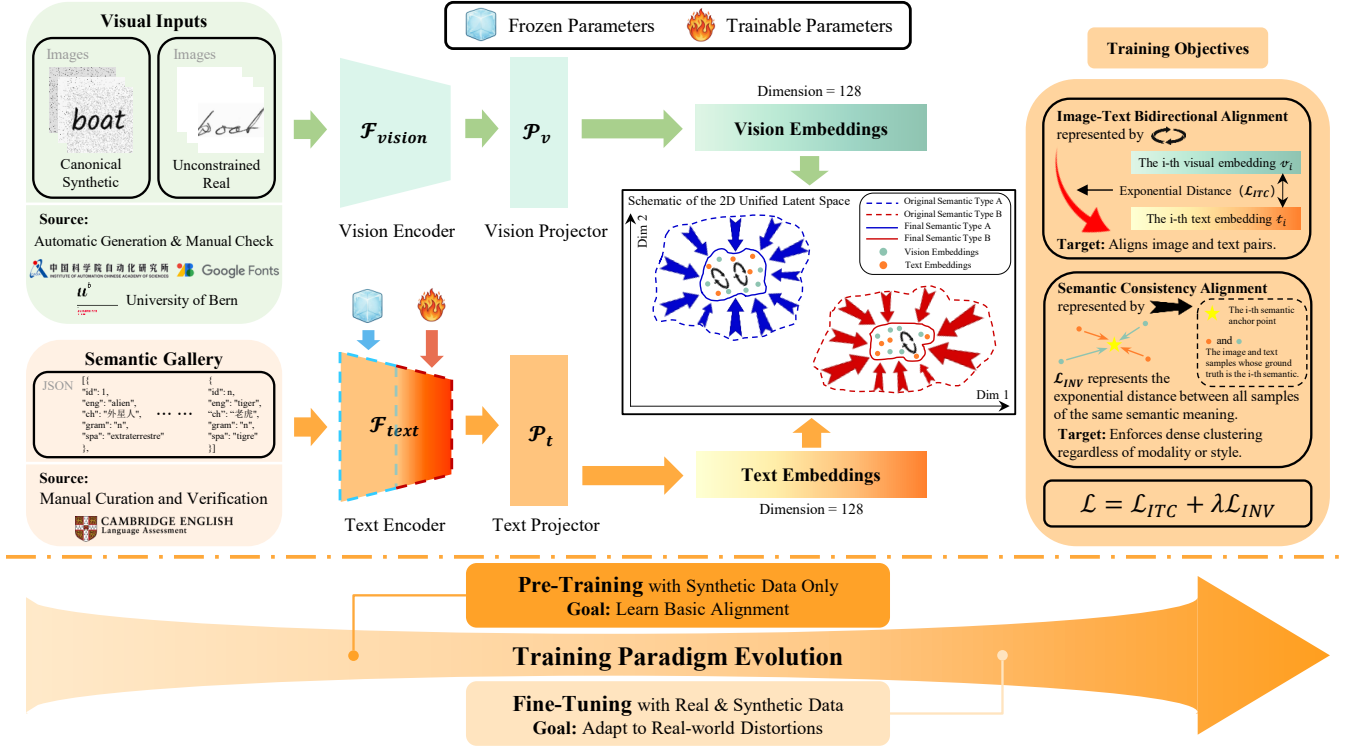 Visual Inputs
Images
boat
Canonical
Synthetic
Images
boat
Unconstrained
Real
Source:
Automatic Generation & Manual Check
中国科学院自动化研究所
INSTITUTE OF AUTOMATION CHINESE ACADEMY OF SCIENCES
Google Fonts
u^b
University of Bern
Semantic Gallery
JSON
[{
"id": 1,
"eng": "alien",
"ch": "外星人",
"gram": "n",
"spa": "extraterrestre"
},
... ...
{
"id": n,
"eng": "tiger",
"ch": "老虎",
"gram": "n",
"spa": "tigre"
}]
Source:
Manual Curation and Verification
CAMBRIDGE ENGLISH
Language Assessment
Frozen Parameters
Trainable Parameters
ℱvision
Vision Encoder
𝒫v
Vision Projector
Dimension = 128
Vision Embeddings
Schematic of the 2D Unified Latent Space
Dim 2
Dim 1
Original Semantic Type A
Original Semantic Type B
Final Semantic Type A
Final Semantic Type B
Vision Embeddings
Text Embeddings
ℱtext
Text Encoder
𝒫t
Text Projector
Text Embeddings
Dimension = 128
Training Objectives
Image-Text Bidirectional Alignment
represented by
The i-th visual embedding vi
Exponential Distance (ℒITC)
The i-th text embedding ti
Target: Aligns image and text pairs.
Semantic Consistency Alignment
represented by
The i-th semantic
anchor point
and
The image and text
samples whose ground
truth is the i-th semantic.
ℒINV represents the
exponential distance between all samples
of the same semantic meaning.
Target: Enforces dense clustering
regardless of modality or style.
ℒ = ℒITC + λℒINV
Pre-Training with Synthetic Data Only
Goal: Learn Basic Alignment
Training Paradigm Evolution
Fine-Tuning with Real & Synthetic Data
Goal: Adapt to Real-world Distortions